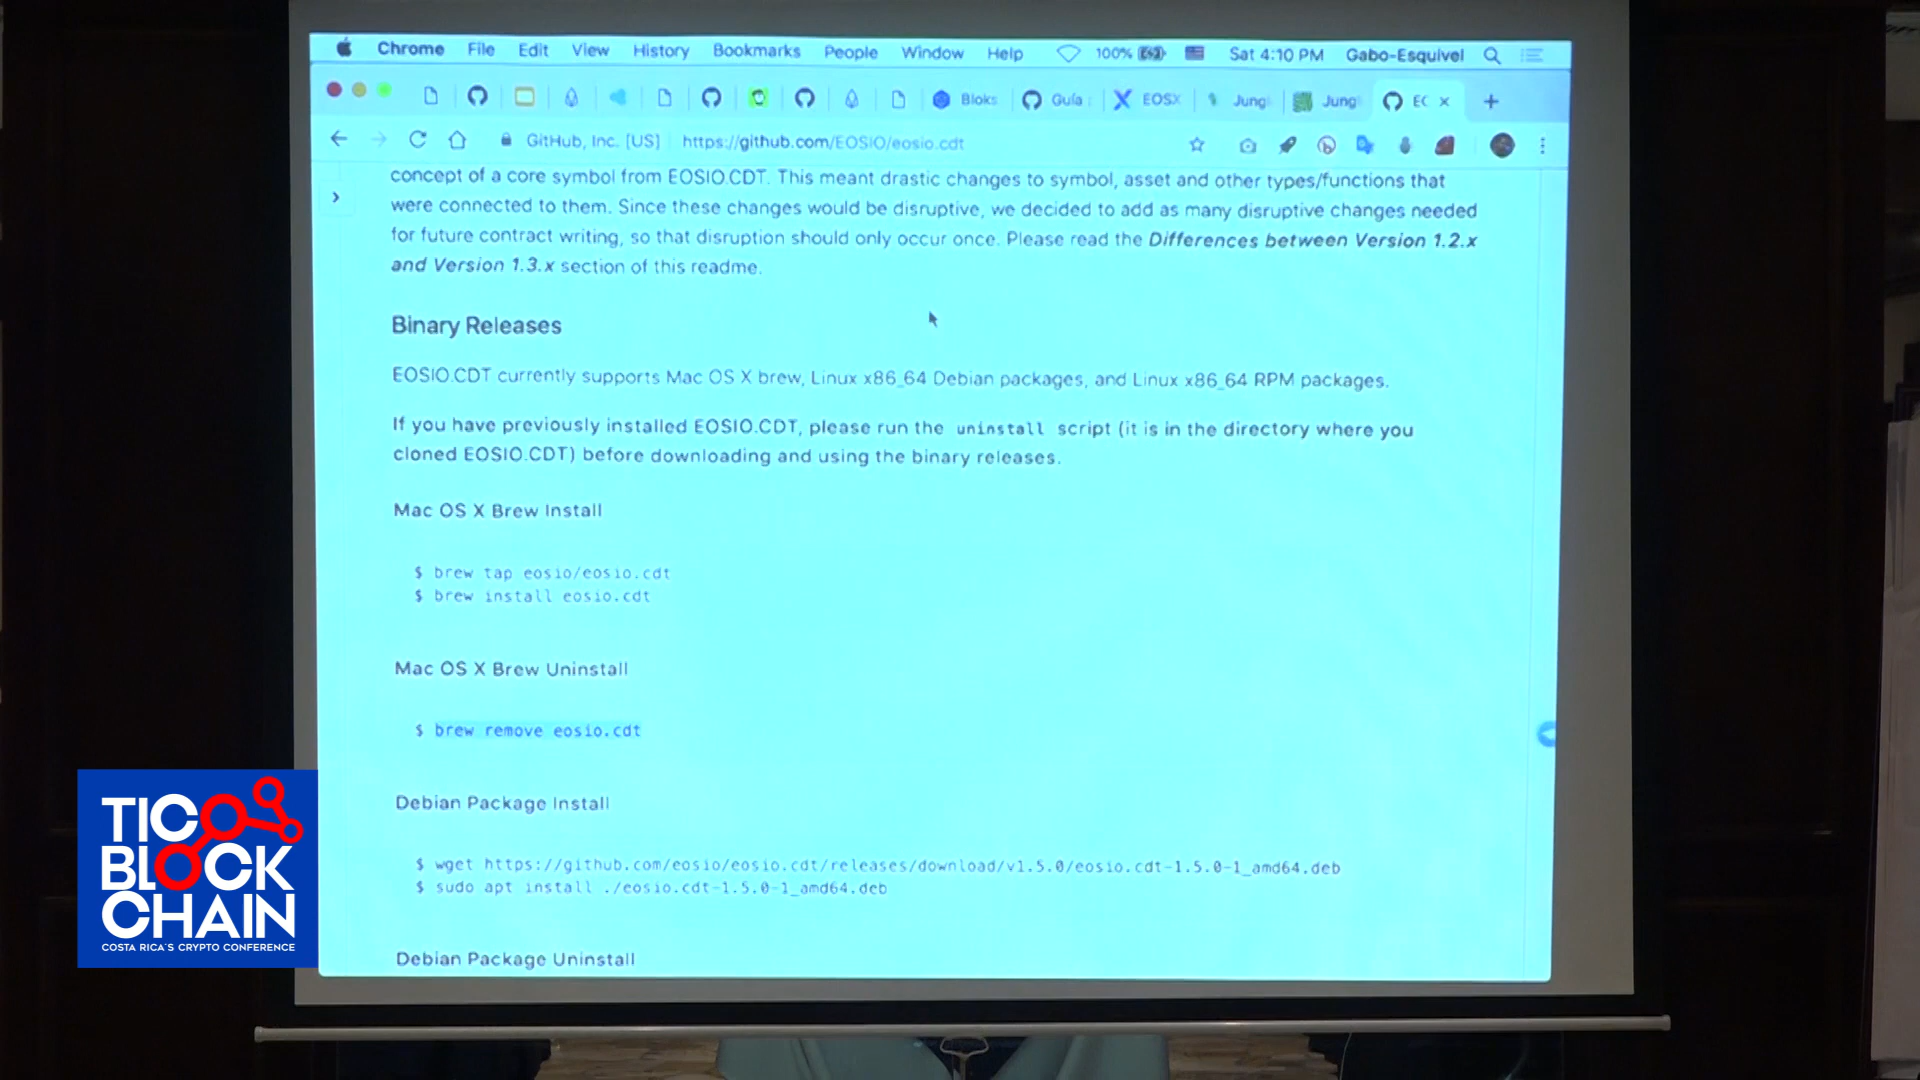 Chrome File Edit View History Bookmarks People Window Help 100% Sat 4:10 PM Gabo-Esquivel
Bloks Guía EOSX Jung Jung EC × +
GitHub, Inc. [US] https://github.com/EOSIO/eosio.cdt
concept of a core symbol from EOSIO.CDT. This meant drastic changes to symbol, asset and other types/functions that
were connected to them. Since these changes would be disruptive, we decided to add as many disruptive changes needed
for future contract writing, so that disruption should only occur once. Please read the Differences between Version 1.2.x
and Version 1.3.x section of this readme.
Binary Releases
EOSIO.CDT currently supports Mac OS X brew, Linux x86_64 Debian packages, and Linux x86_64 RPM packages.
If you have previously installed EOSIO.CDT, please run the uninstall script (it is in the directory where you
cloned EOSIO.CDT) before downloading and using the binary releases.
Mac OS X Brew Install
$ brew tap eosio/eosio.cdt
$ brew install eosio.cdt
Mac OS X Brew Uninstall
$ brew remove eosio.cdt
Debian Package Install
$ wget https://github.com/eosio/eosio.cdt/releases/download/v1.5.0/eosio.cdt-1.5.0-1_amd64.deb
$ sudo apt install ./eosio.cdt-1.5.0-1_amd64.deb
Debian Package Uninstall
TICO
BLOCK
CHAIN
COSTA RICA'S CRYPTO CONFERENCE